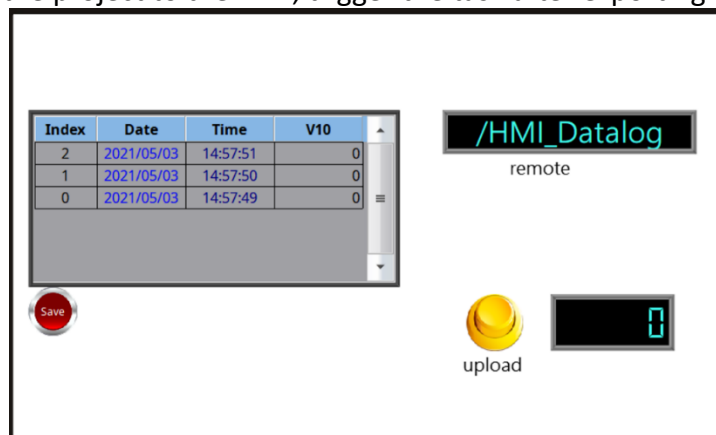 Index Date Time V10
2 2021/05/03 14:57:51 0
1 2021/05/03 14:57:50 0
0 2021/05/03 14:57:49 0
Save
/HMI_Datalog
remote
0
upload